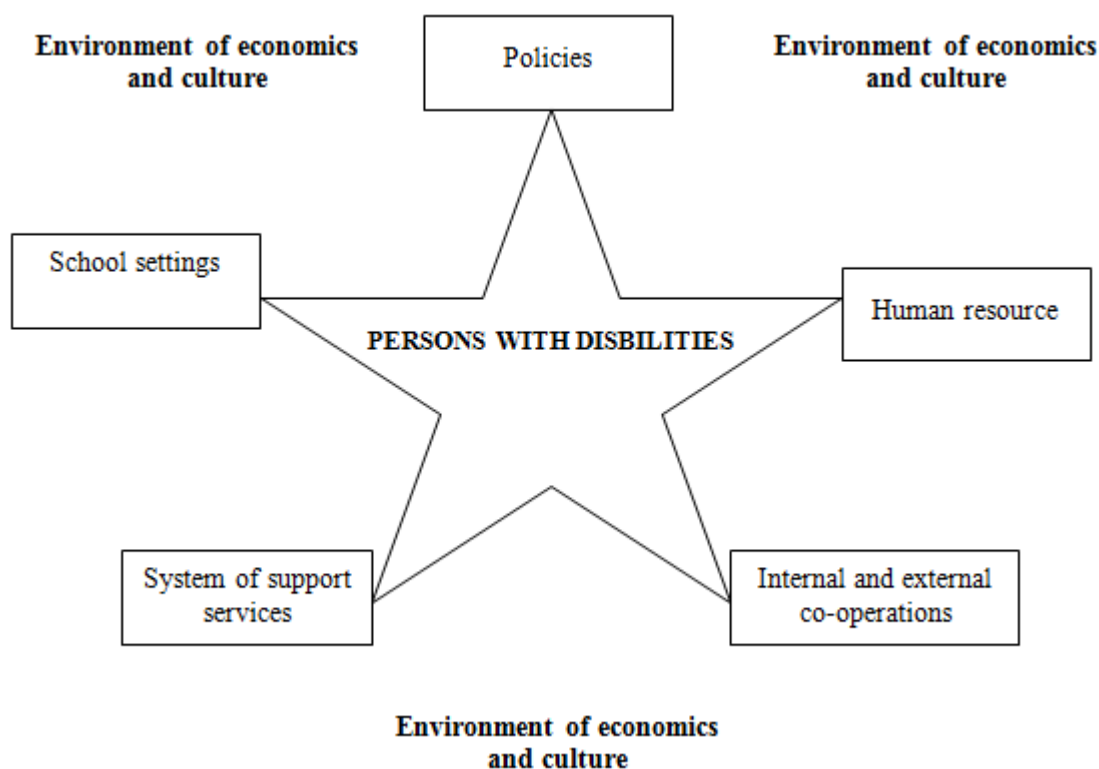 Environment of economics
and culture
Policies
Environment of economics
and culture
School settings
Human resource
PERSONS WITH DISBILITIES
System of support
services
Internal and external
co-operations
Environment of economics
and culture